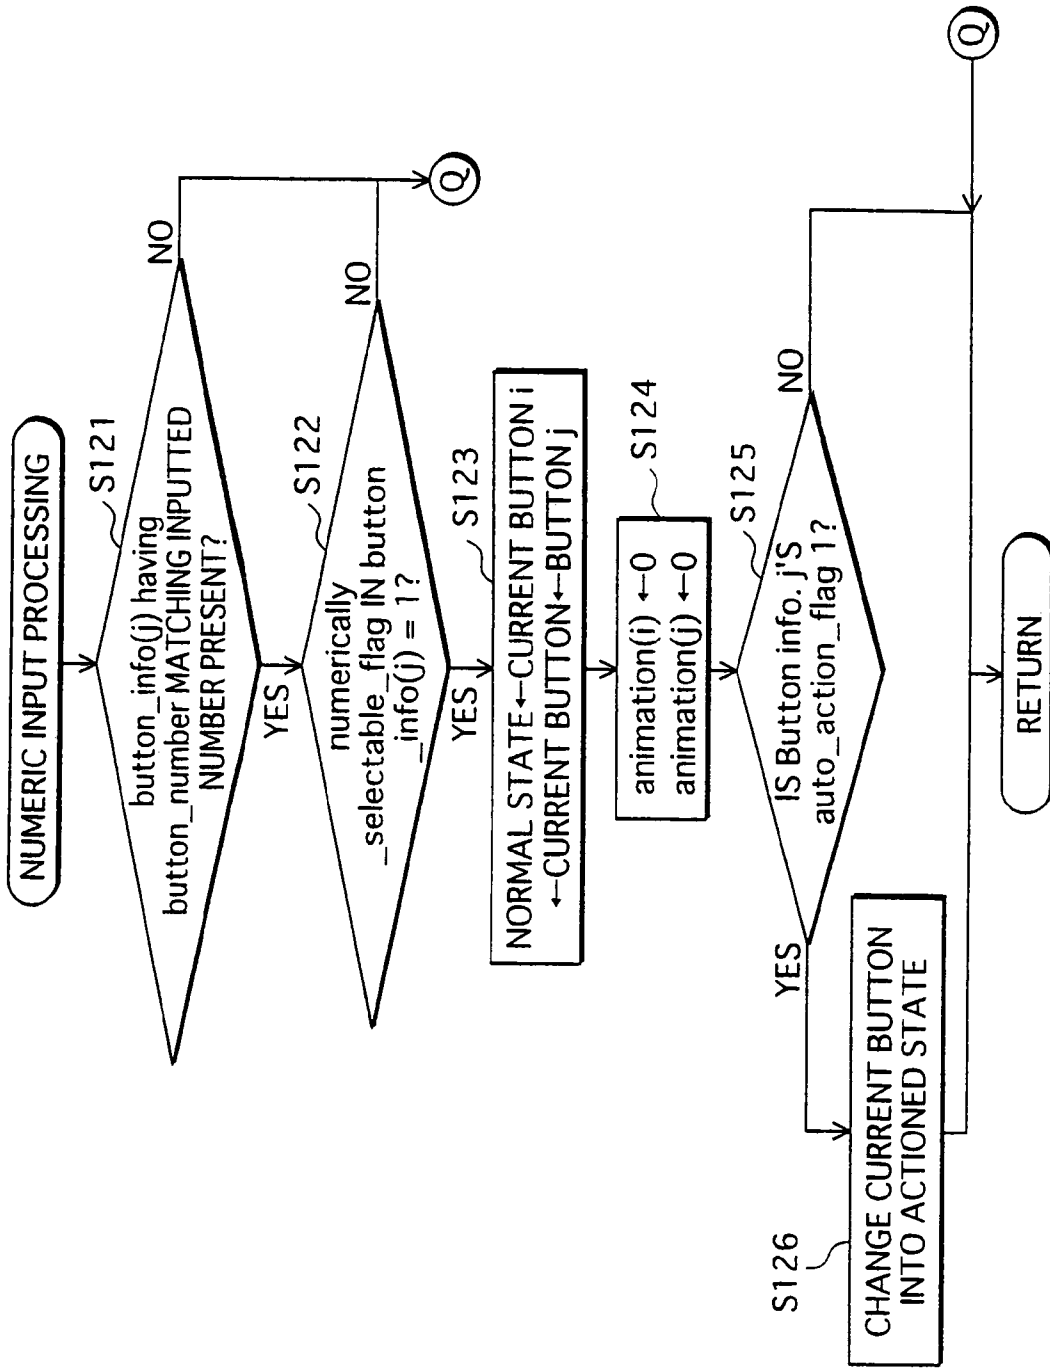 NUMERIC INPUT PROCESSING
S121
button_info(j) having
button_number MATCHING INPUTTED
NUMBER PRESENT?
NO
YES
S122
numerically
_selectable_flag IN button
_info(j) = 1?
NO
Q
YES
S123
NORMAL STATE←CURRENT BUTTON i
←CURRENT BUTTON←BUTTON j
S124
animation(i) ←0
animation(j) ←0
S125
IS Button info. j'S
auto_action_flag 1?
YES
NO
S126
CHANGE CURRENT BUTTON
INTO ACTIONED STATE
Q
RETURN